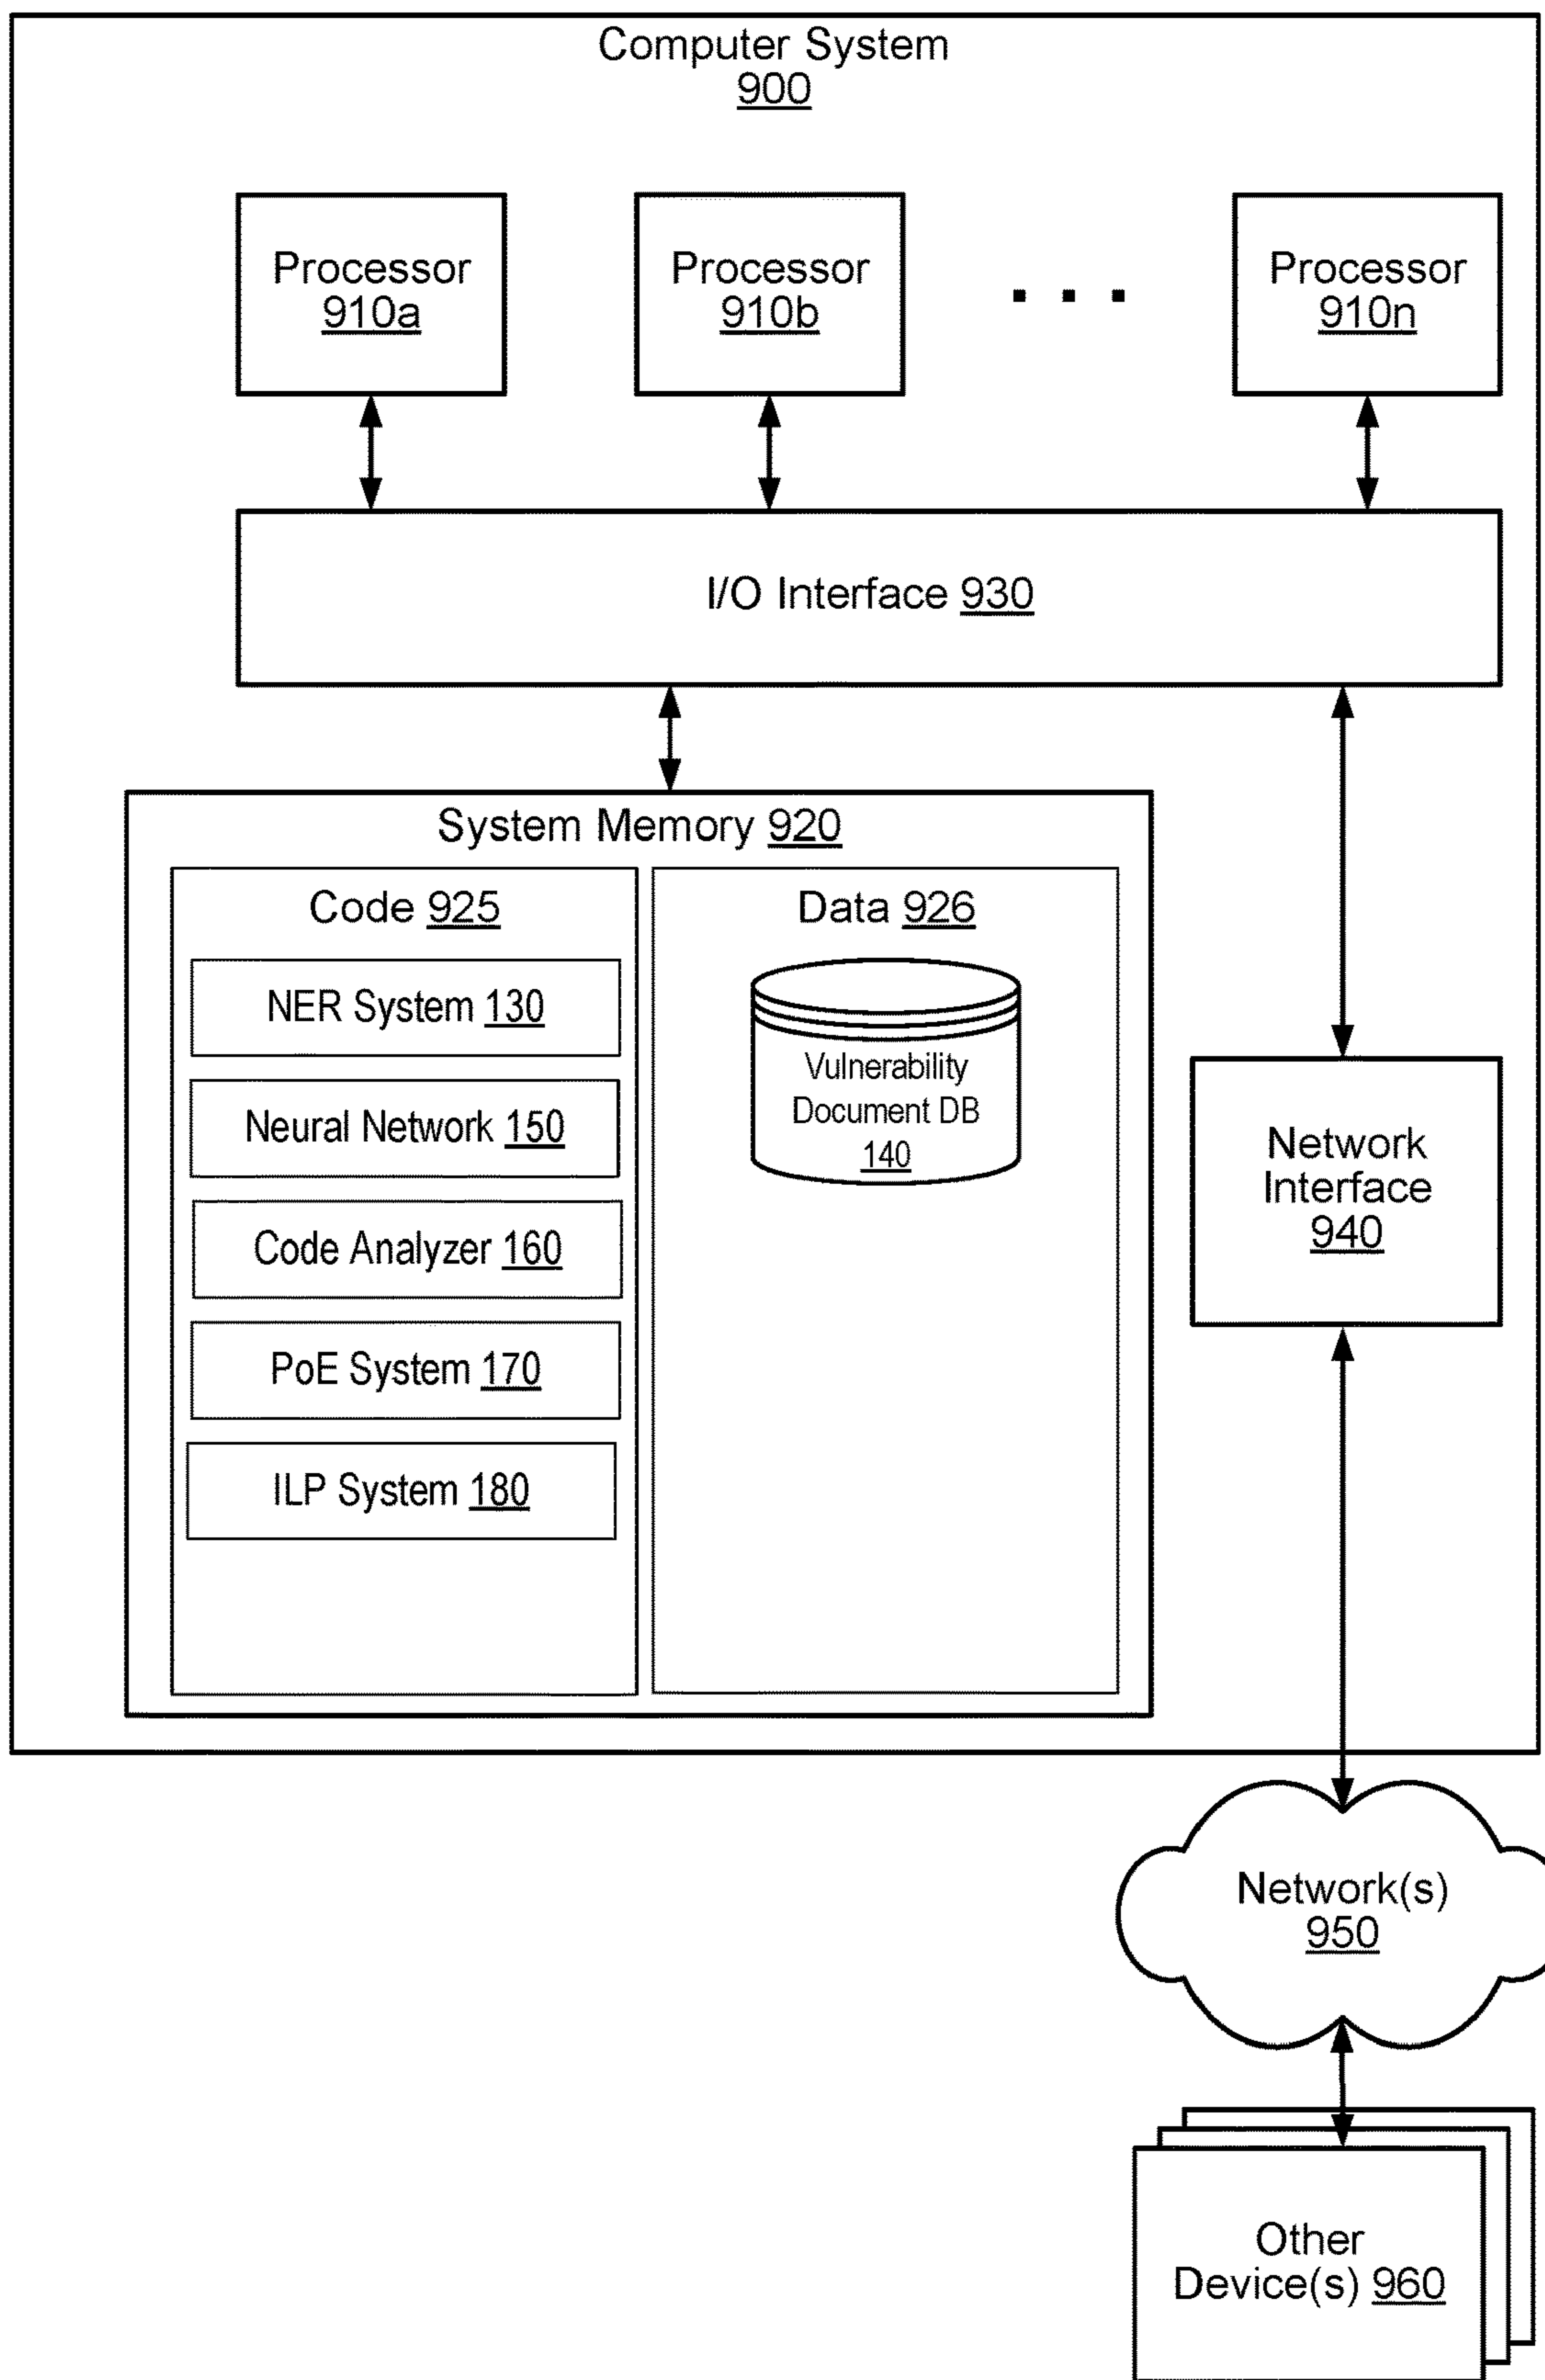 Computer System
900
Processor
910a
Processor
910b
Processor
910n
I/O Interface 930
System Memory 920
Code 925
NER System 130
Neural Network 150
Code Analyzer 160
PoE System 170
ILP System 180
Data 926
Vulnerability
Document DB
140
Network
Interface
940
Network(s)
950
Other
Device(s) 960